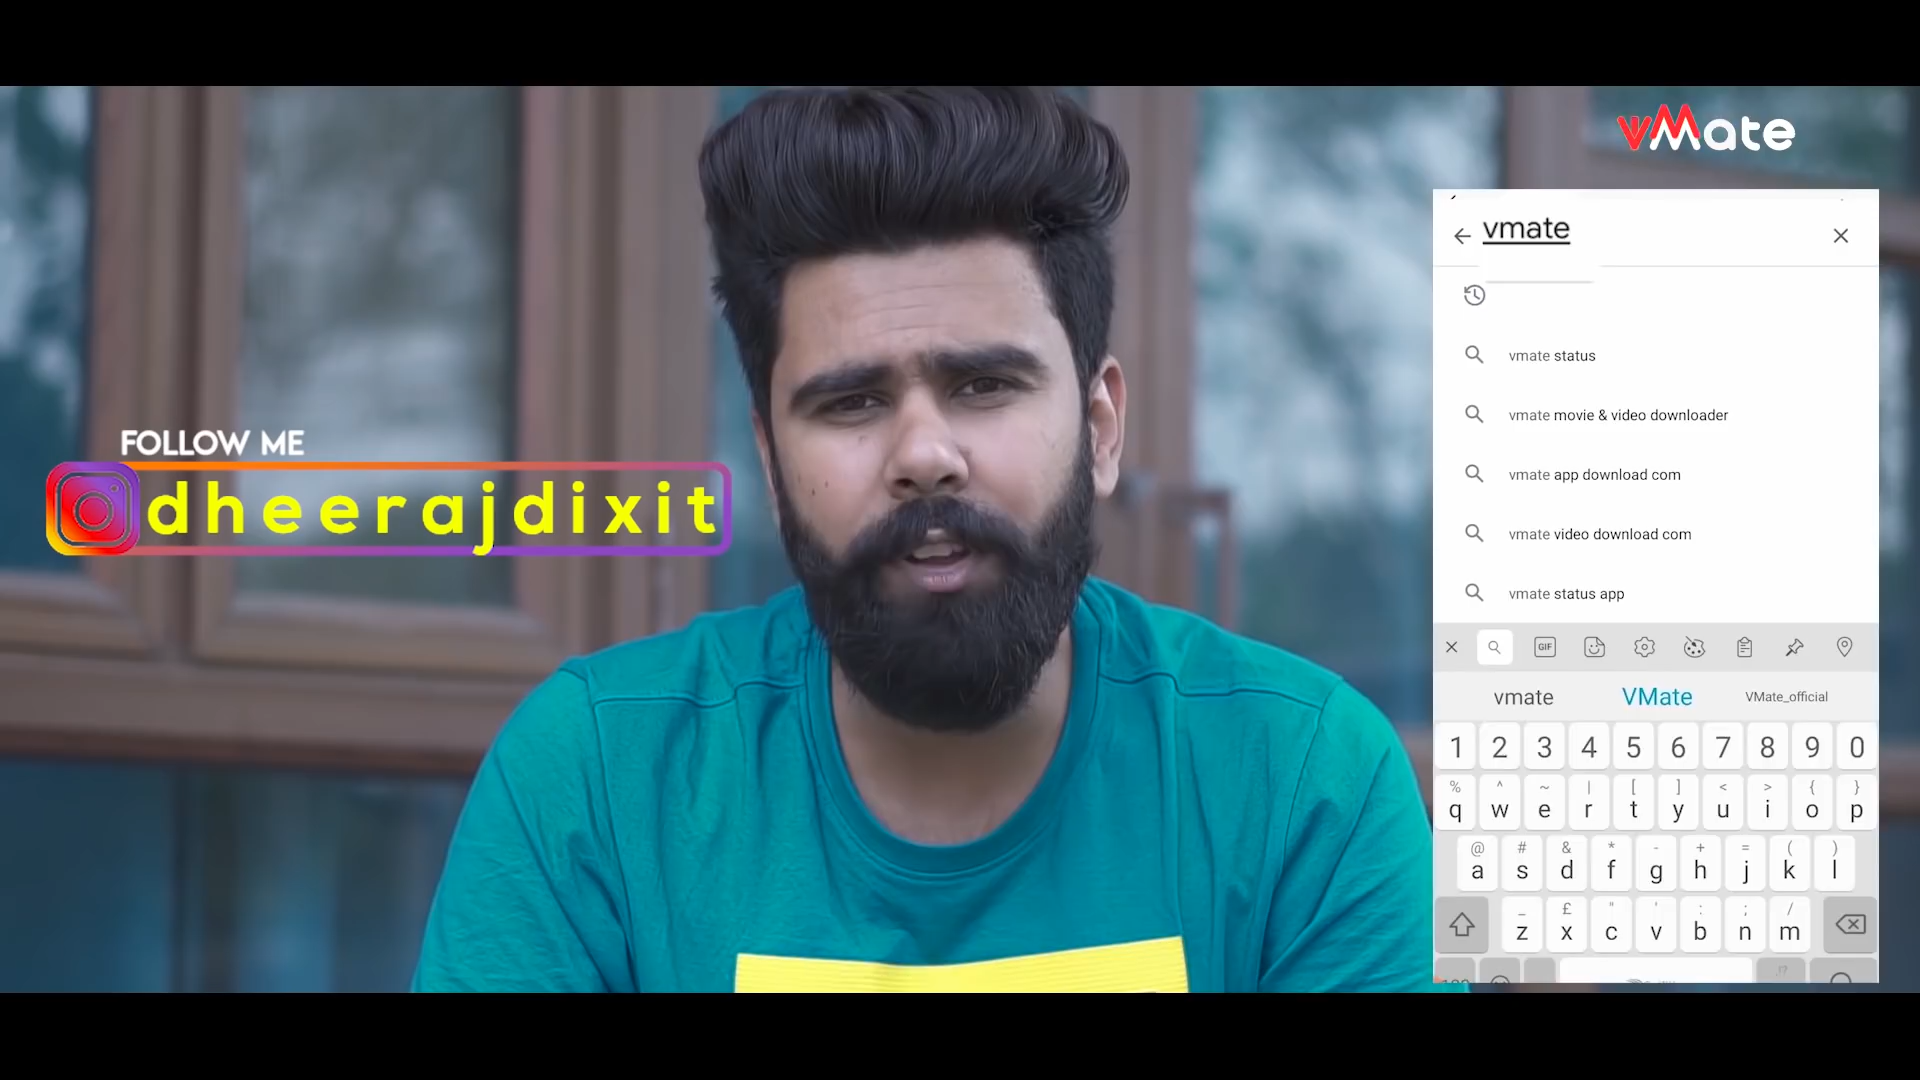 vMate
FOLLOW ME
dheerajdixit
vmate
vmate status
vmate movie & video downloader
vmate app download com
vmate video download com
vmate status app
GIF
vmate VMate VMate_official
1 2 3 4 5 6 7 8 9 0
% ^ ~ | [ ] < > { }
q w e r t y u i o p
@ # & * - + = ( )
a s d f g h j k l
_ £ " ' : ; /
z x c v b n m